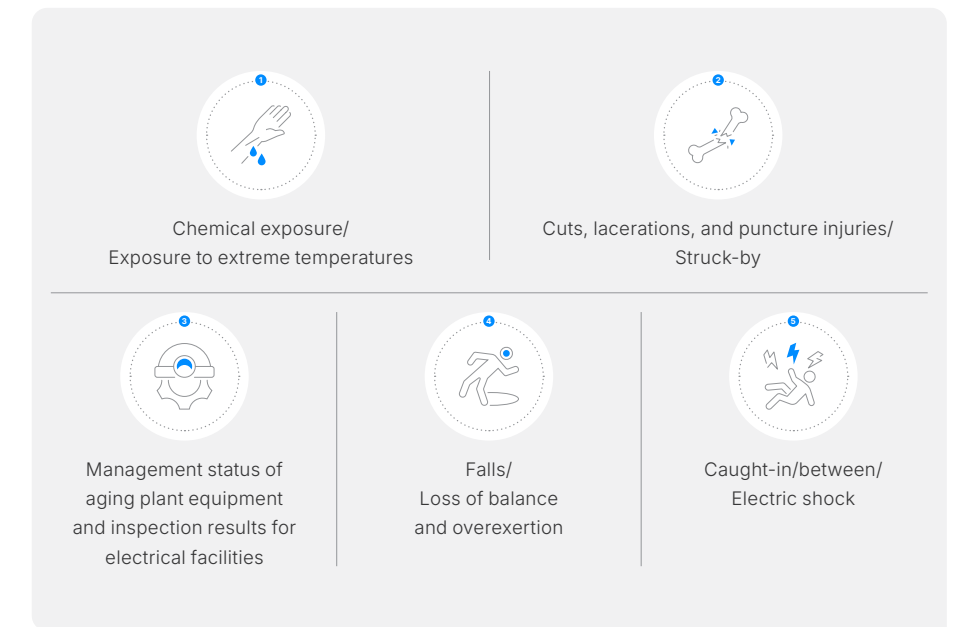 1
Chemical exposure/
Exposure to extreme temperatures
2
Cuts, lacerations, and puncture injuries/
Struck-by
3
Management status of
aging plant equipment
and inspection results for
electrical facilities
4
Falls/
Loss of balance
and overexertion
5
Caught-in/between/
Electric shock